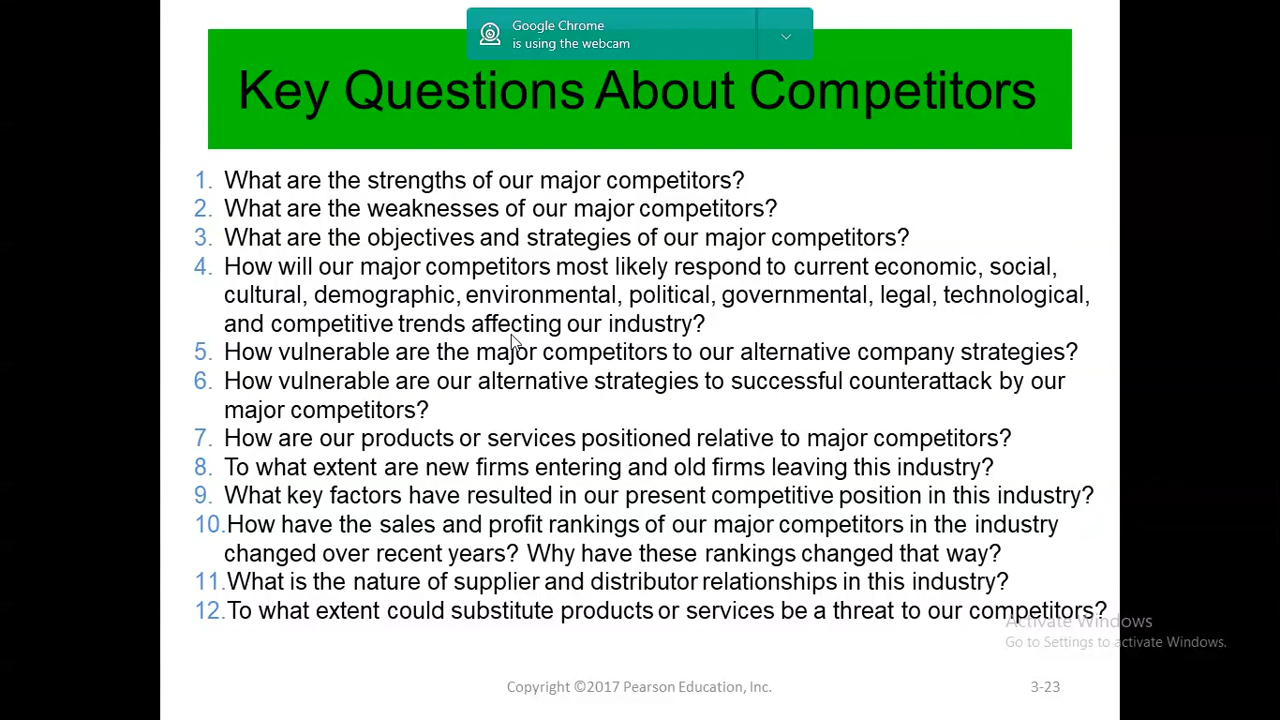 Google Chrome
is using the webcam
Key Questions About Competitors
1. What are the strengths of our major competitors?
2. What are the weaknesses of our major competitors?
3. What are the objectives and strategies of our major competitors?
4. How will our major competitors most likely respond to current economic, social,
cultural, demographic, environmental, political, governmental, legal, technological,
and competitive trends affecting our industry?
5. How vulnerable are the major competitors to our alternative company strategies?
6. How vulnerable are our alternative strategies to successful counterattack by our
major competitors?
7. How are our products or services positioned relative to major competitors?
8. To what extent are new firms entering and old firms leaving this industry?
9. What key factors have resulted in our present competitive position in this industry?
10.How have the sales and profit rankings of our major competitors in the industry
changed over recent years? Why have these rankings changed that way?
11.What is the nature of supplier and distributor relationships in this industry?
12.To what extent could substitute products or services be a threat to our competitors?
Activate Windows
Go to Settings to activate Windows.
Copyright ©2017 Pearson Education, Inc.
3-23